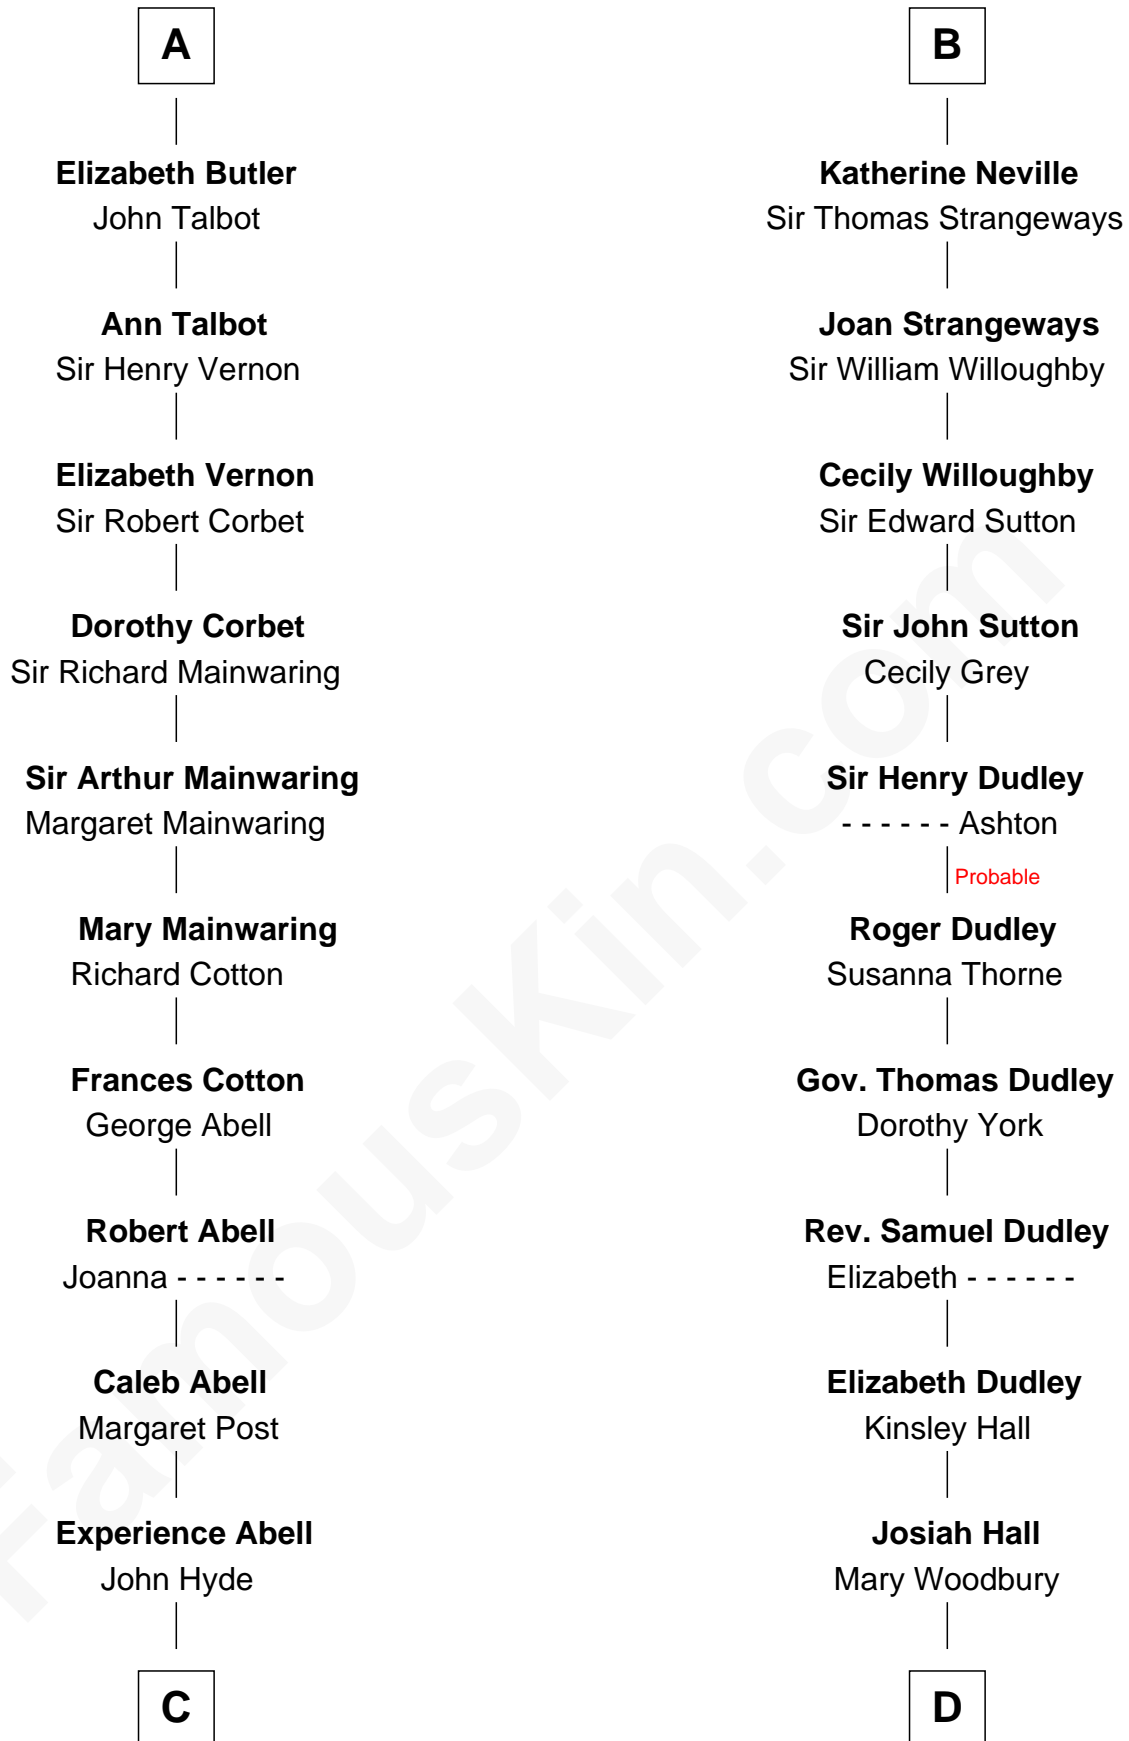 A
Elizabeth Butler
John Talbot
Ann Talbot
Sir Henry Vernon
Elizabeth Vernon
Sir Robert Corbet
Dorothy Corbet
Sir Richard Mainwaring
Sir Arthur Mainwaring
Margaret Mainwaring
Mary Mainwaring
Richard Cotton
Frances Cotton
George Abell
Robert Abell
Joanna - - - - - -
Caleb Abell
Margaret Post
Experience Abell
John Hyde
C
B
Katherine Neville
Sir Thomas Strangeways
Joan Strangeways
Sir William Willoughby
Cecily Willoughby
Sir Edward Sutton
Sir John Sutton
Cecily Grey
Sir Henry Dudley
- - - - - - Ashton
Probable
Roger Dudley
Susanna Thorne
Gov. Thomas Dudley
Dorothy York
Rev. Samuel Dudley
Elizabeth - - - - - -
Elizabeth Dudley
Kinsley Hall
Josiah Hall
Mary Woodbury
D
FamousKin.com